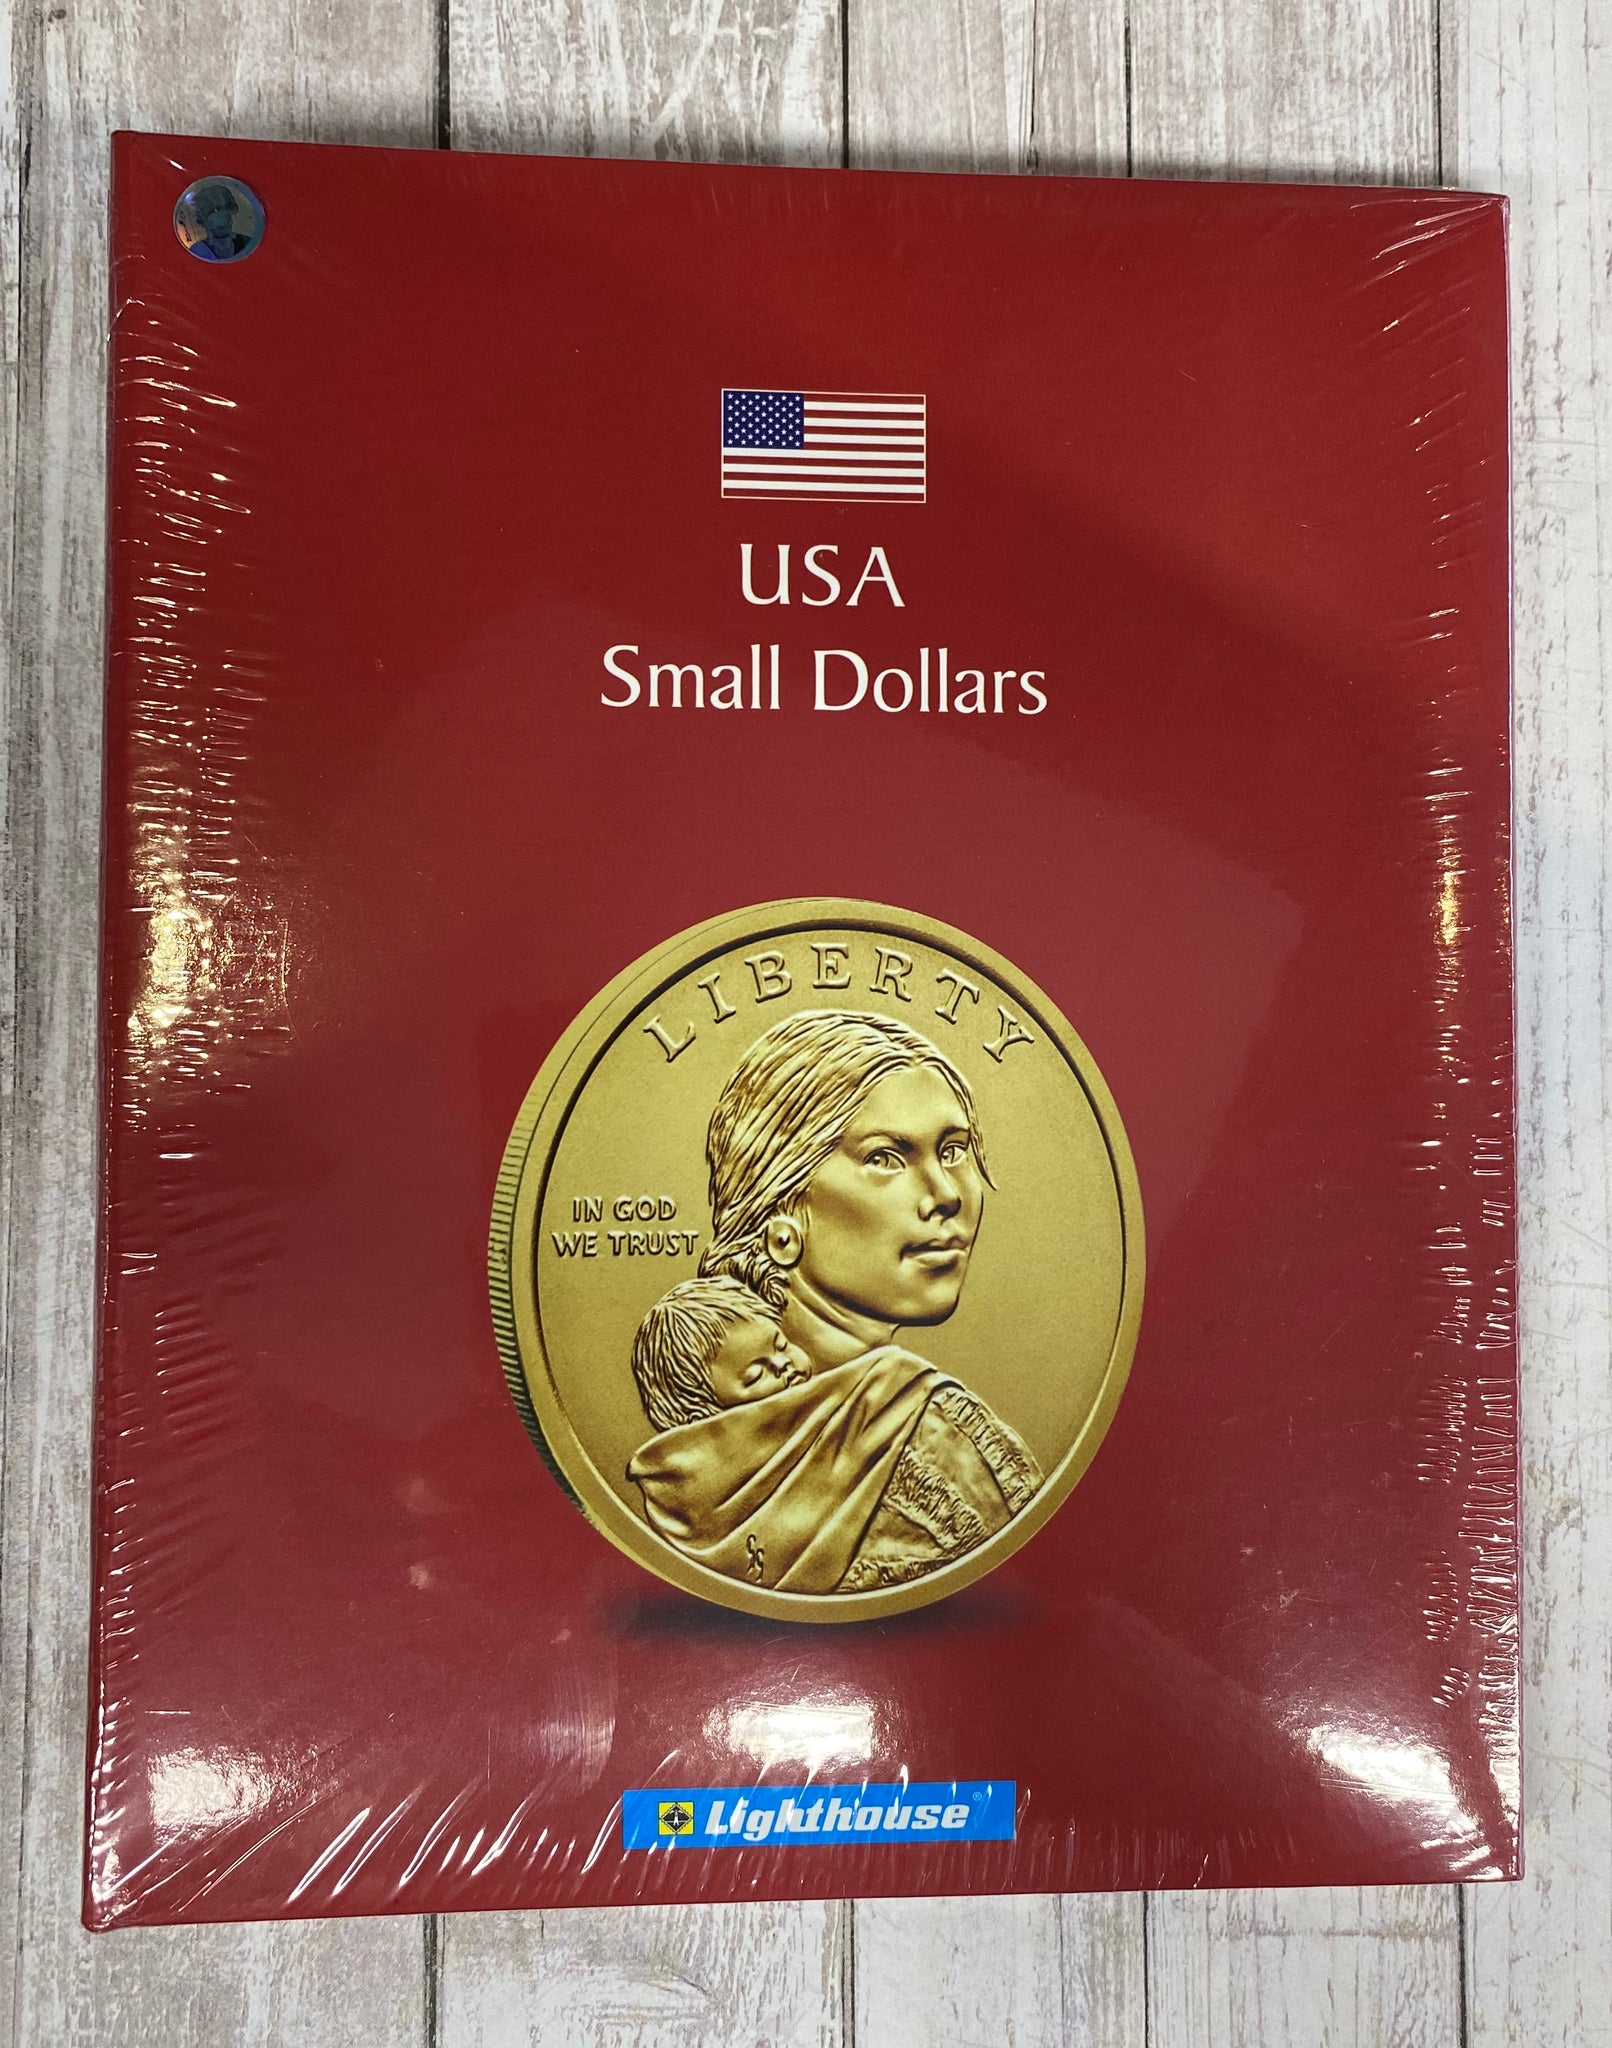 USA
Small Dollars
LIBERTY
IN GOD
WE TRUST
Lighthouse®